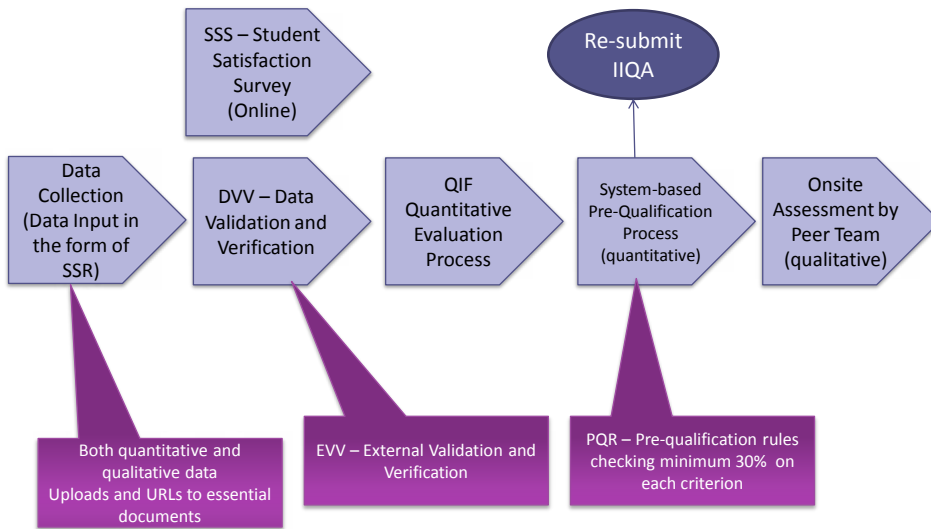 SSS – Student
Satisfaction
Survey
(Online)
Re-submit
IIQA
Data
Collection
(Data Input in
the form of
SSR)
DVV – Data
Validation and
Verification
QIF
Quantitative
Evaluation
Process
System-based
Pre-Qualification
Process
(quantitative)
Onsite
Assessment by
Peer Team
(qualitative)
Both quantitative and
qualitative data
Uploads and URLs to essential
documents
EVV – External Validation and
Verification
PQR – Pre-qualification rules
checking minimum 30% on
each criterion